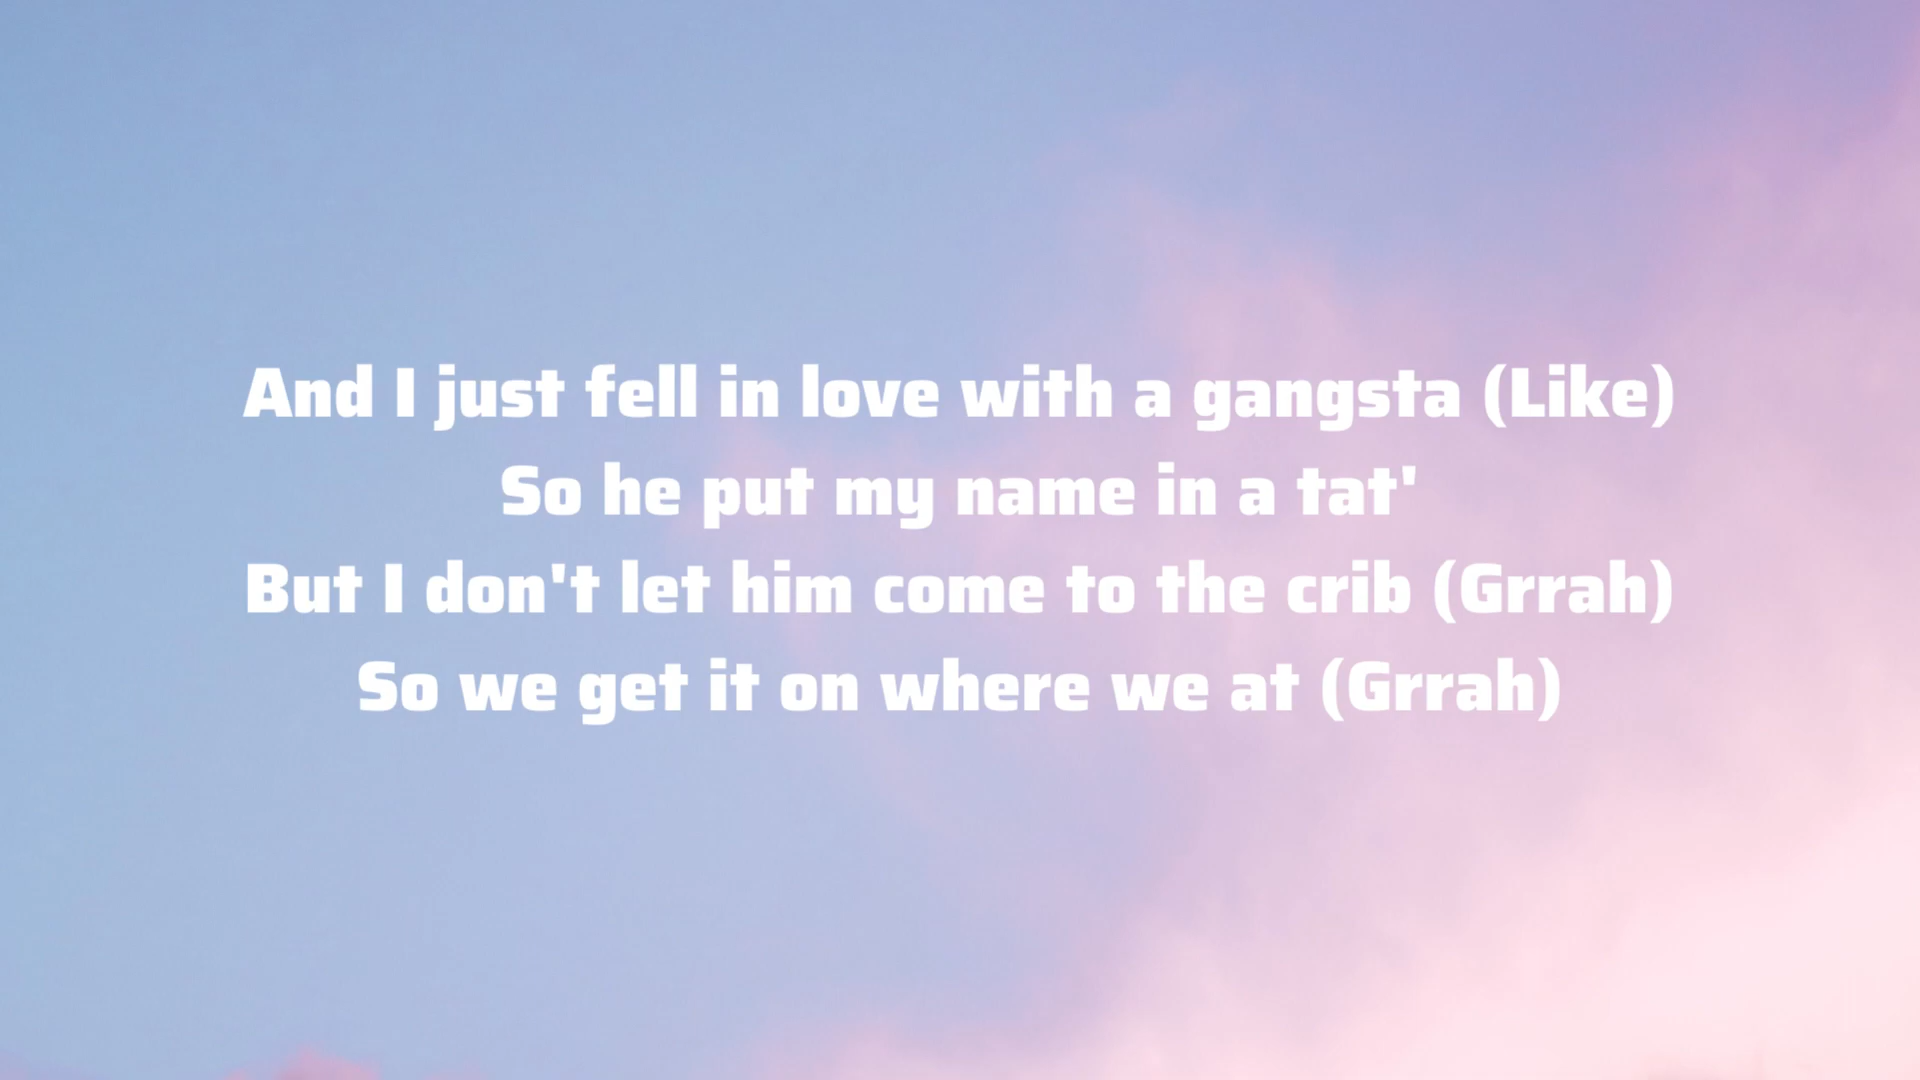 And I just fell in love with a gangsta (Like)
So he put my name in a tat'
But I don't let him come to the crib (Grrah)
So we get it on where we at (Grrah)